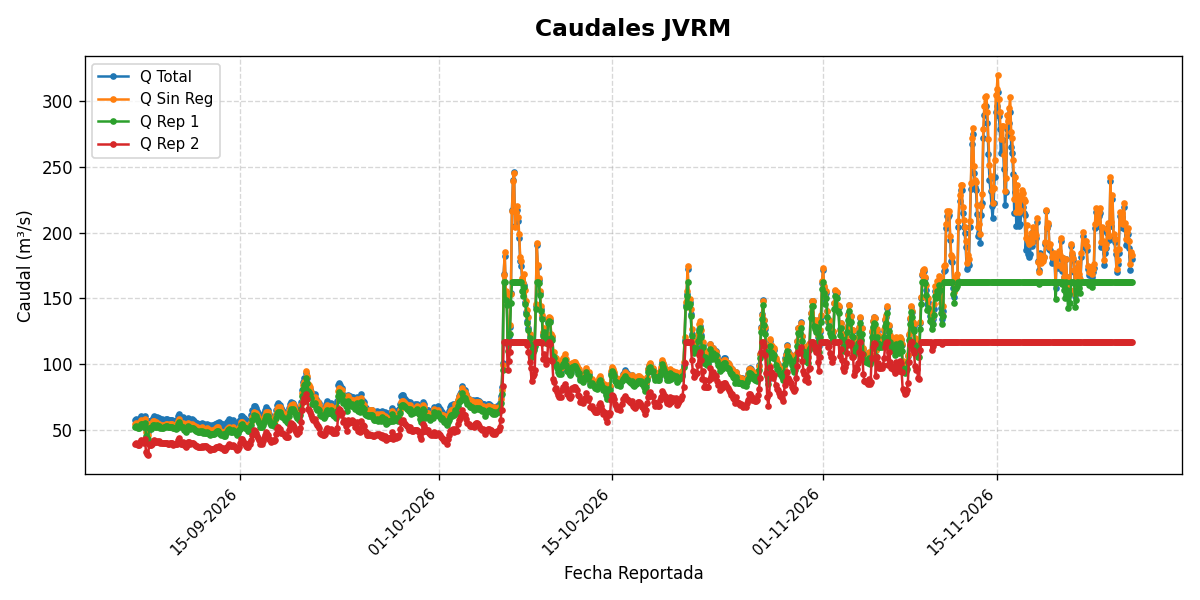 Caudales JVRM
Q Total
Q Sin Reg
Q Rep 1
Q Rep 2
Caudal (m³/s)
300
250
200
150
100
50
15-09-2026
01-10-2026
15-10-2026
01-11-2026
15-11-2026
Fecha Reportada